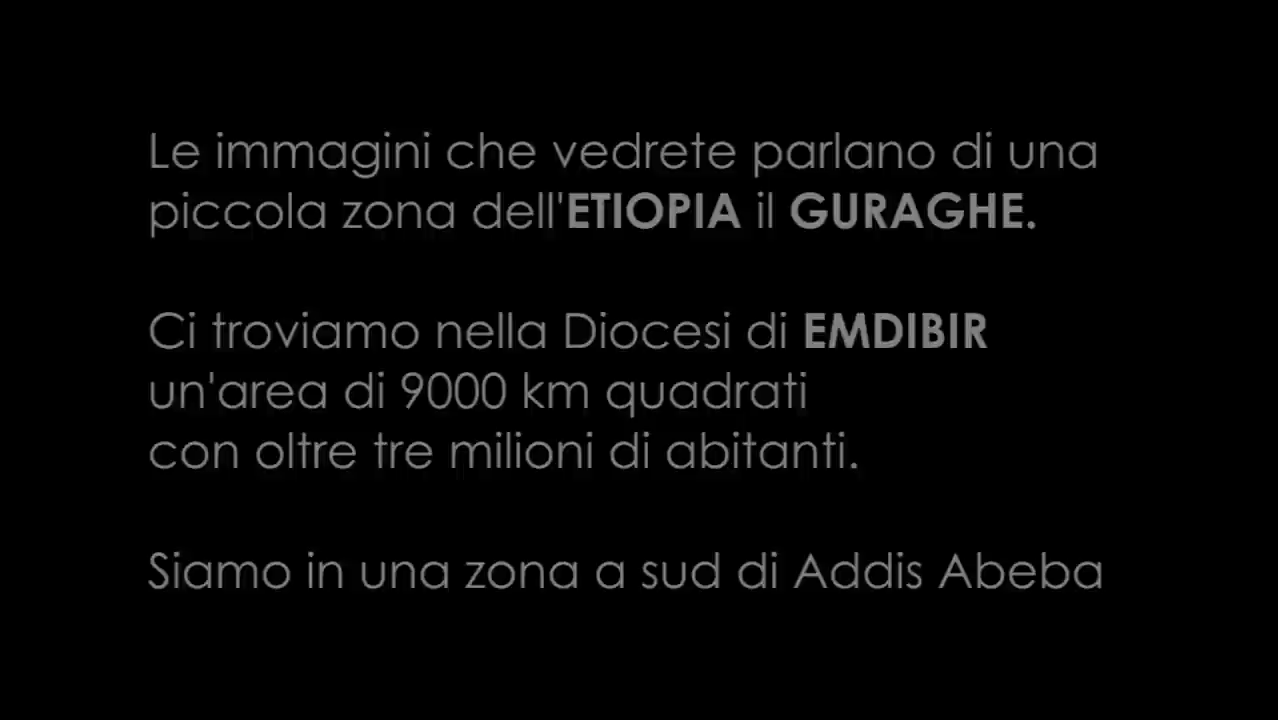 Le immagini che vedrete parlano di una
piccola zona dell'ETIOPIA il GURAGHE.
Ci troviamo nella Diocesi di EMDIBIR
un'area di 9000 km quadrati
con oltre tre milioni di abitanti.
Siamo in una zona a sud di Addis Abeba